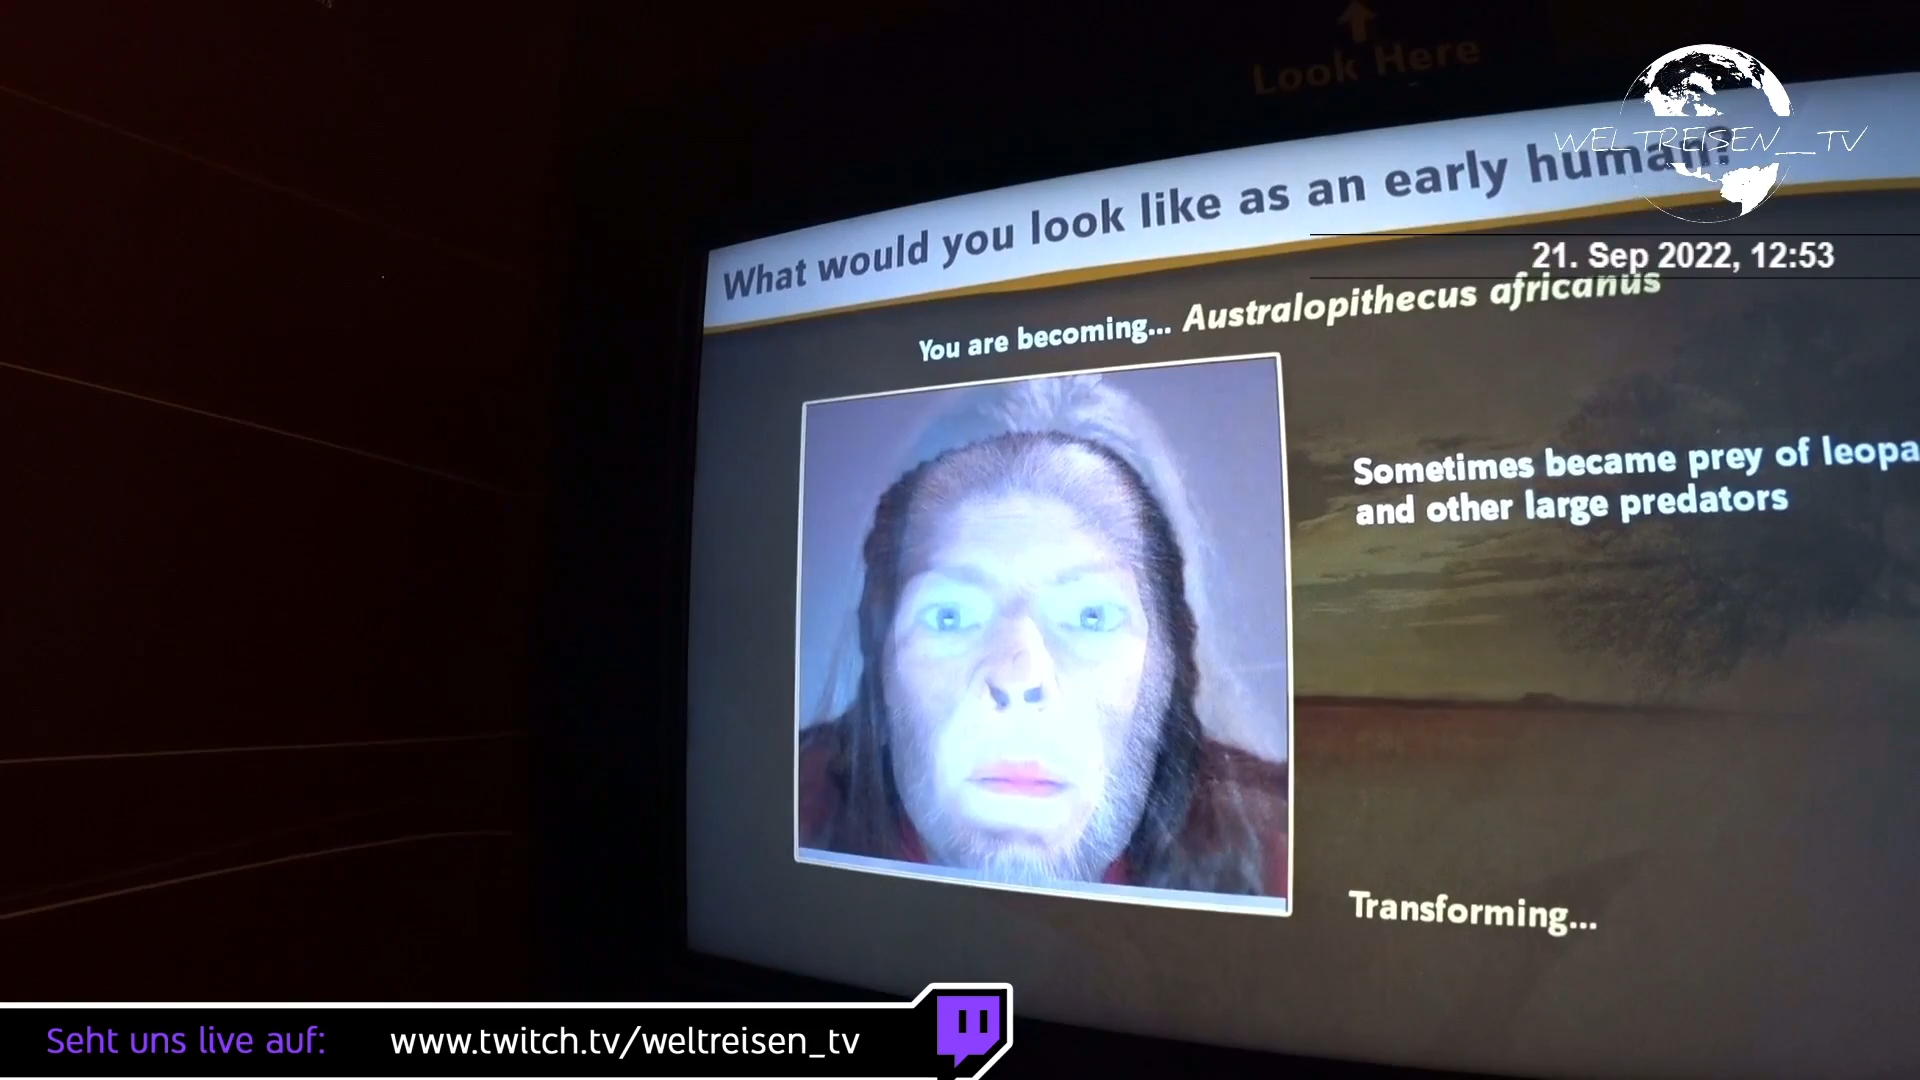 Look Here
WELTREISEN__TV
What would you look like as an early human?
21. Sep 2022, 12:53
You are becoming... Australopithecus africanus
Sometimes became prey of leopa
and other large predators
Transforming...
Seht uns live auf: www.twitch.tv/weltreisen_tv